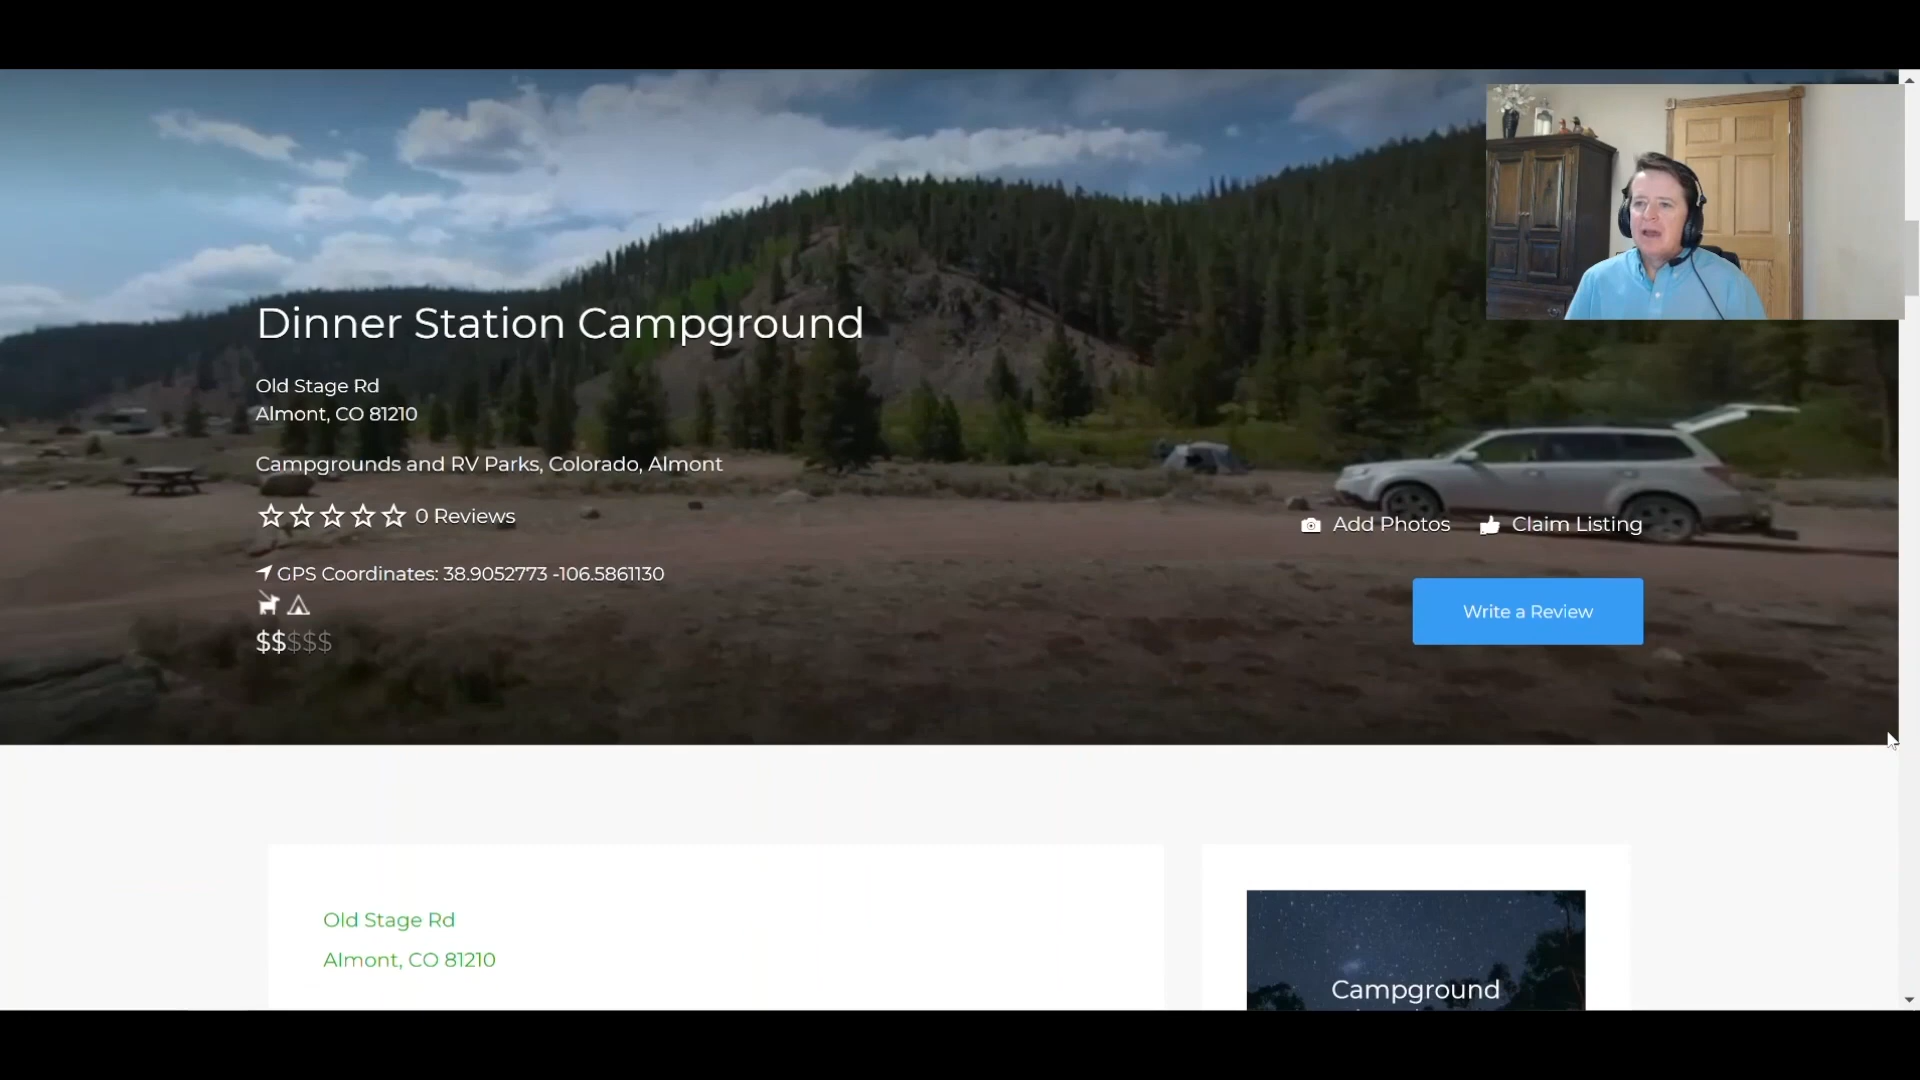 Dinner Station Campground
Old Stage Rd
Almont, CO 81210
Campgrounds and RV Parks, Colorado, Almont
0 Reviews
GPS Coordinates: 38.9052773 -106.5861130
$$$$$
Add Photos
Claim Listing
Write a Review
Old Stage Rd
Almont, CO 81210
Campground